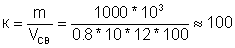 к = m / V_св = 1000 * 10³ / 0.8 * 10 * 12 * 100 ≈ 100